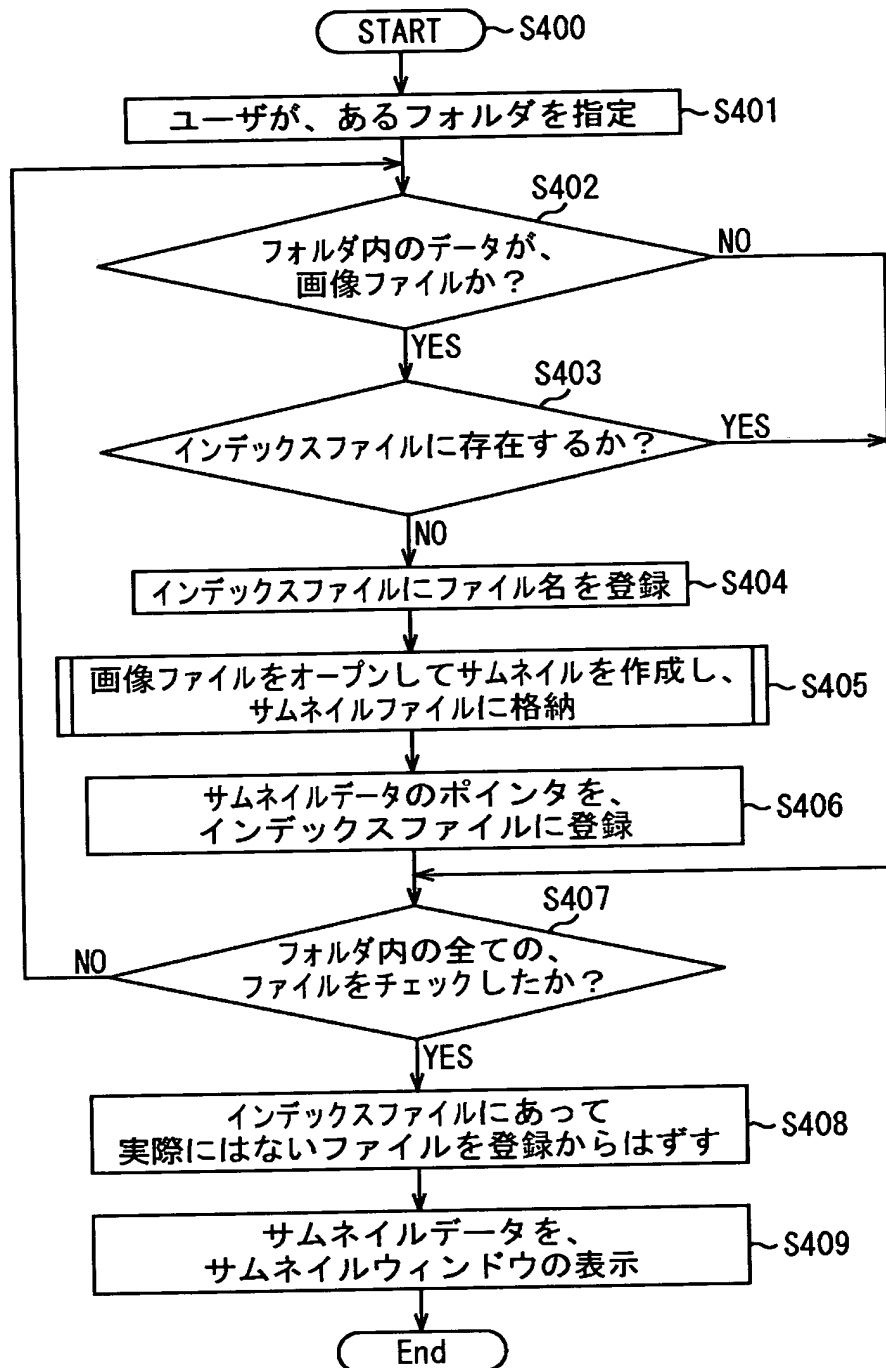 START
S400
ユーザが、あるフォルダを指定
S401
S402
フォルダ内のデータが、
画像ファイルか？
NO
YES
S403
インデックスファイルに存在するか？
YES
NO
インデックスファイルにファイル名を登録
S404
画像ファイルをオープンしてサムネイルを作成し、
サムネイルファイルに格納
S405
サムネイルデータのポインタを、
インデックスファイルに登録
S406
S407
フォルダ内の全ての、
ファイルをチェックしたか？
NO
YES
インデックスファイルにあって
実際にはないファイルを登録からはずす
S408
サムネイルデータを、
サムネイルウィンドウの表示
S409
End